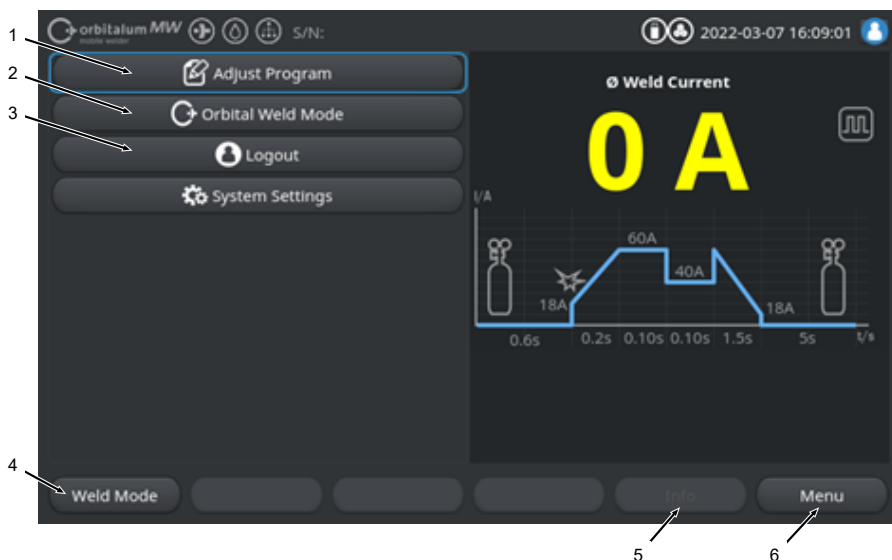 orbitalum MW
mobile welder
S/N:
2022-03-07 16:09:01
1
Adjust Program
2
Orbital Weld Mode
3
Logout
System Settings
Ø Weld Current
0 A
I/A
60A
40A
18A
18A
0.6s 0.2s 0.10s 0.10s 1.5s 5s t/s
4
Weld Mode
Info
Menu
5
6